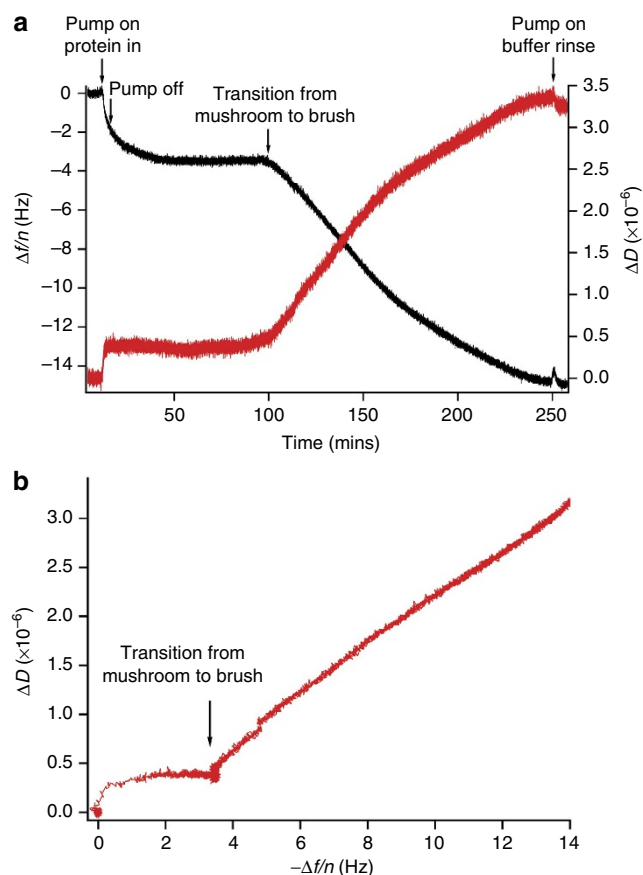 a
Pump on
protein in
Pump off
Transition from
mushroom to brush
Pump on
buffer rinse
0
−2
−4
−6
−8
−10
−12
−14
Δf/n (Hz)
3.5
3.0
2.5
2.0
1.5
1.0
0.5
0.0
ΔD (×10⁻⁶)
50
100
150
200
250
Time (mins)
b
3.0
2.0
1.0
0.5
0.0
ΔD (×10⁻⁶)
Transition from
mushroom to brush
0
2
4
6
8
10
12
14
−Δf/n (Hz)